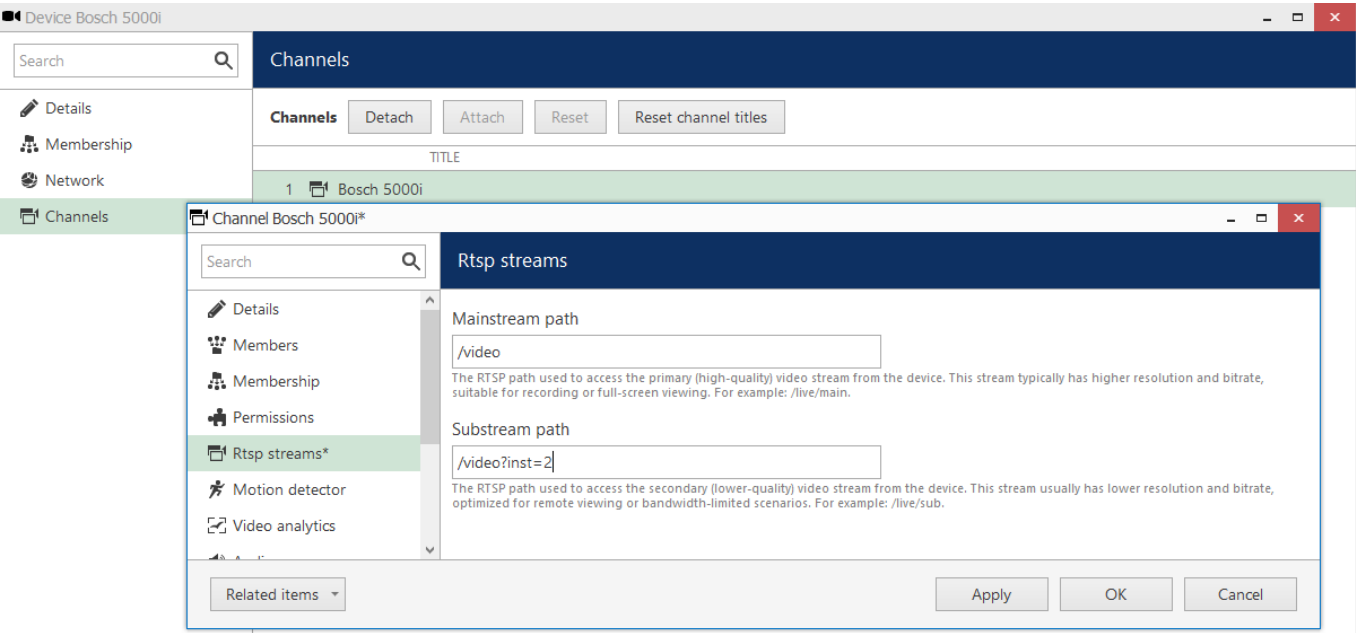 Device Bosch 5000i
Search
Channels
Details
Membership
Network
Channels
Channels Detach Attach Reset Reset channel titles
TITLE
1 Bosch 5000i
Channel Bosch 5000i*
Search
Rtsp streams
Details
Members
Membership
Permissions
Rtsp streams*
Motion detector
Video analytics
Mainstream path
/video
The RTSP path used to access the primary (high-quality) video stream from the device. This stream typically has higher resolution and bitrate,
suitable for recording or full-screen viewing. For example: /live/main.
Substream path
/video?inst=2
The RTSP path used to access the secondary (lower-quality) video stream from the device. This stream usually has lower resolution and bitrate,
optimized for remote viewing or bandwidth-limited scenarios. For example: /live/sub.
Related items
Apply OK Cancel